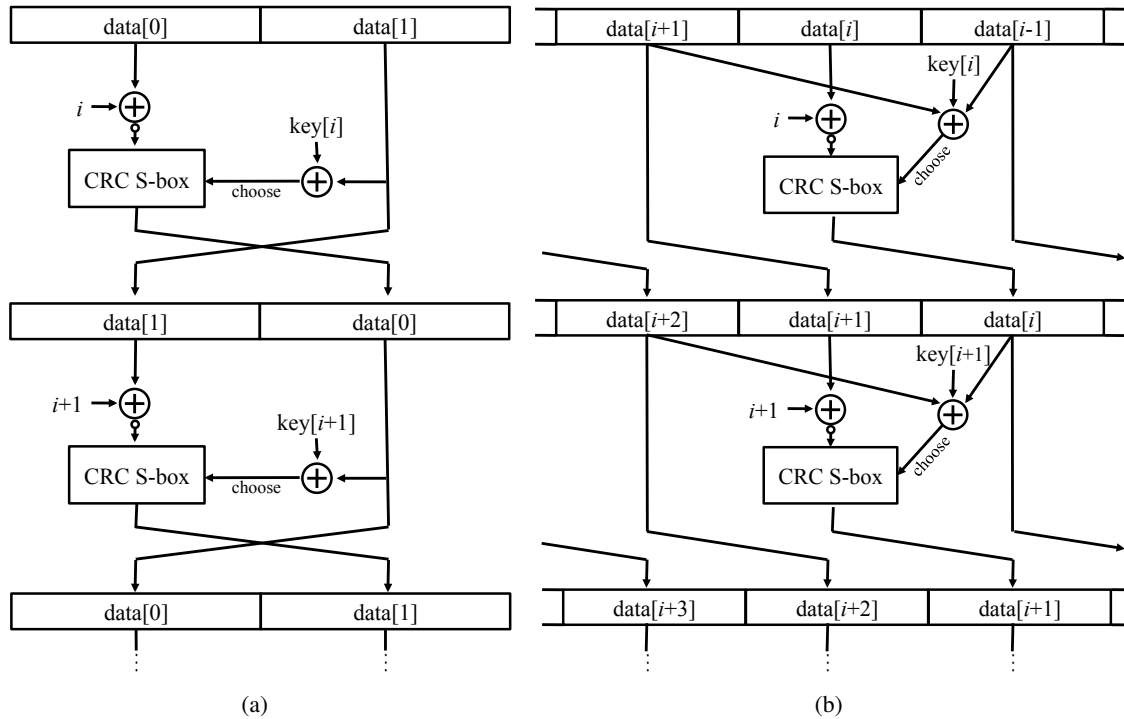 data[0] data[1]
i
key[i]
CRC S-box
choose
data[1] data[0]
i+1
key[i+1]
CRC S-box
choose
data[0] data[1]
(a)
data[i+1] data[i] data[i-1]
key[i]
i
choose
CRC S-box
data[i+2] data[i+1] data[i]
key[i+1]
i+1
choose
CRC S-box
data[i+3] data[i+2] data[i+1]
(b)